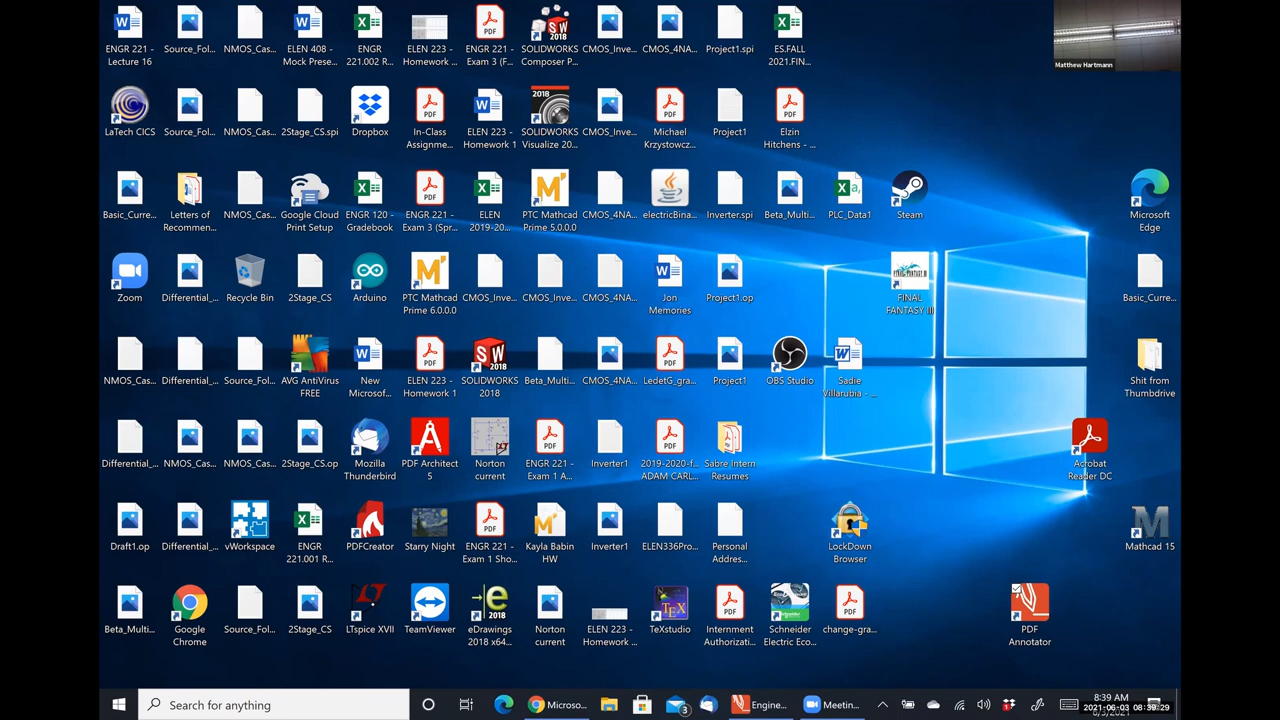 Matthew Hartmann
ENGR 221 -
Lecture 16
Source_Fol...
NMOS_Cas...
ELEN 408 -
Mock Prese...
ENGR
221.002 R...
ELEN 223 -
Homework ...
ENGR 221 -
Exam 3 (F...
SOLIDWORKS
Composer P...
CMOS_Inve...
CMOS_4NA...
Project1.spi
ES.FALL
2021.FIN...
LaTech CICS
Source_Fol...
NMOS_Cas...
2Stage_CS.spi
Dropbox
In-Class
Assignme...
ELEN 223 -
Homework 1
SOLIDWORKS
Visualize 20...
CMOS_Inve...
Michael
Krzystowcz...
Project1
Elzin
Hitchens - ...
Basic_Curre...
Letters of
Recommen...
NMOS_Cas...
Google Cloud
Print Setup
ENGR 120 -
Gradebook
ENGR 221 -
Exam 3 (Spr...
ELEN
2019-20...
PTC Mathcad
Prime 5.0.0.0
CMOS_4NA...
electricBina...
Inverter.spi
Beta_Multi...
PLC_Data1
Steam
Microsoft
Edge
Zoom
Differential_...
Recycle Bin
2Stage_CS
Arduino
PTC Mathcad
Prime 6.0.0.0
CMOS_Inve...
CMOS_Inve...
CMOS_4NA...
Jon
Memories
Project1.op
FINAL
FANTASY III
Basic_Curre...
NMOS_Cas...
Differential_...
Source_Fol...
AVG AntiVirus
FREE
New
Microsof...
ELEN 223 -
Homework 1
SOLIDWORKS
2018
Beta_Multi...
CMOS_4NA...
LedetG_gra...
Project1
OBS Studio
Sadie
Villarubia - ...
Shit from
Thumbdrive
Differential_...
NMOS_Cas...
NMOS_Cas...
2Stage_CS.op
Mozilla
Thunderbird
PDF Architect
5
Norton
current
ENGR 221 -
Exam 1 A...
Inverter1
2019-2020-f...
ADAM CARL...
Sabre Intern
Resumes
Acrobat
Reader DC
Draft1.op
Differential_...
vWorkspace
ENGR
221.001 R...
PDFCreator
Starry Night
ENGR 221 -
Exam 1 Sho...
Kayla Babin
HW
Inverter1
ELEN336Pro...
Personal
Addres...
LockDown
Browser
Mathcad 15
Beta_Multi...
Google
Chrome
Source_Fol...
2Stage_CS
LTspice XVII
TeamViewer
eDrawings
2018 x64...
Norton
current
ELEN 223 -
Homework ...
TeXstudio
Internment
Authorizati...
Schneider
Electric Eco...
change-gra...
PDF
Annotator
Search for anything
Microso...
3
Engine...
Meetin...
8:39 AM
2021-06-03 08:39:29